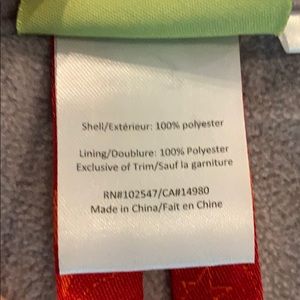 Shell/Extérieur: 100% polyester
Lining/Doublure: 100% Polyester
Exclusive of Trim/Sauf la garniture
RN#102547/CA#14980
Made in China/Fait en Chine